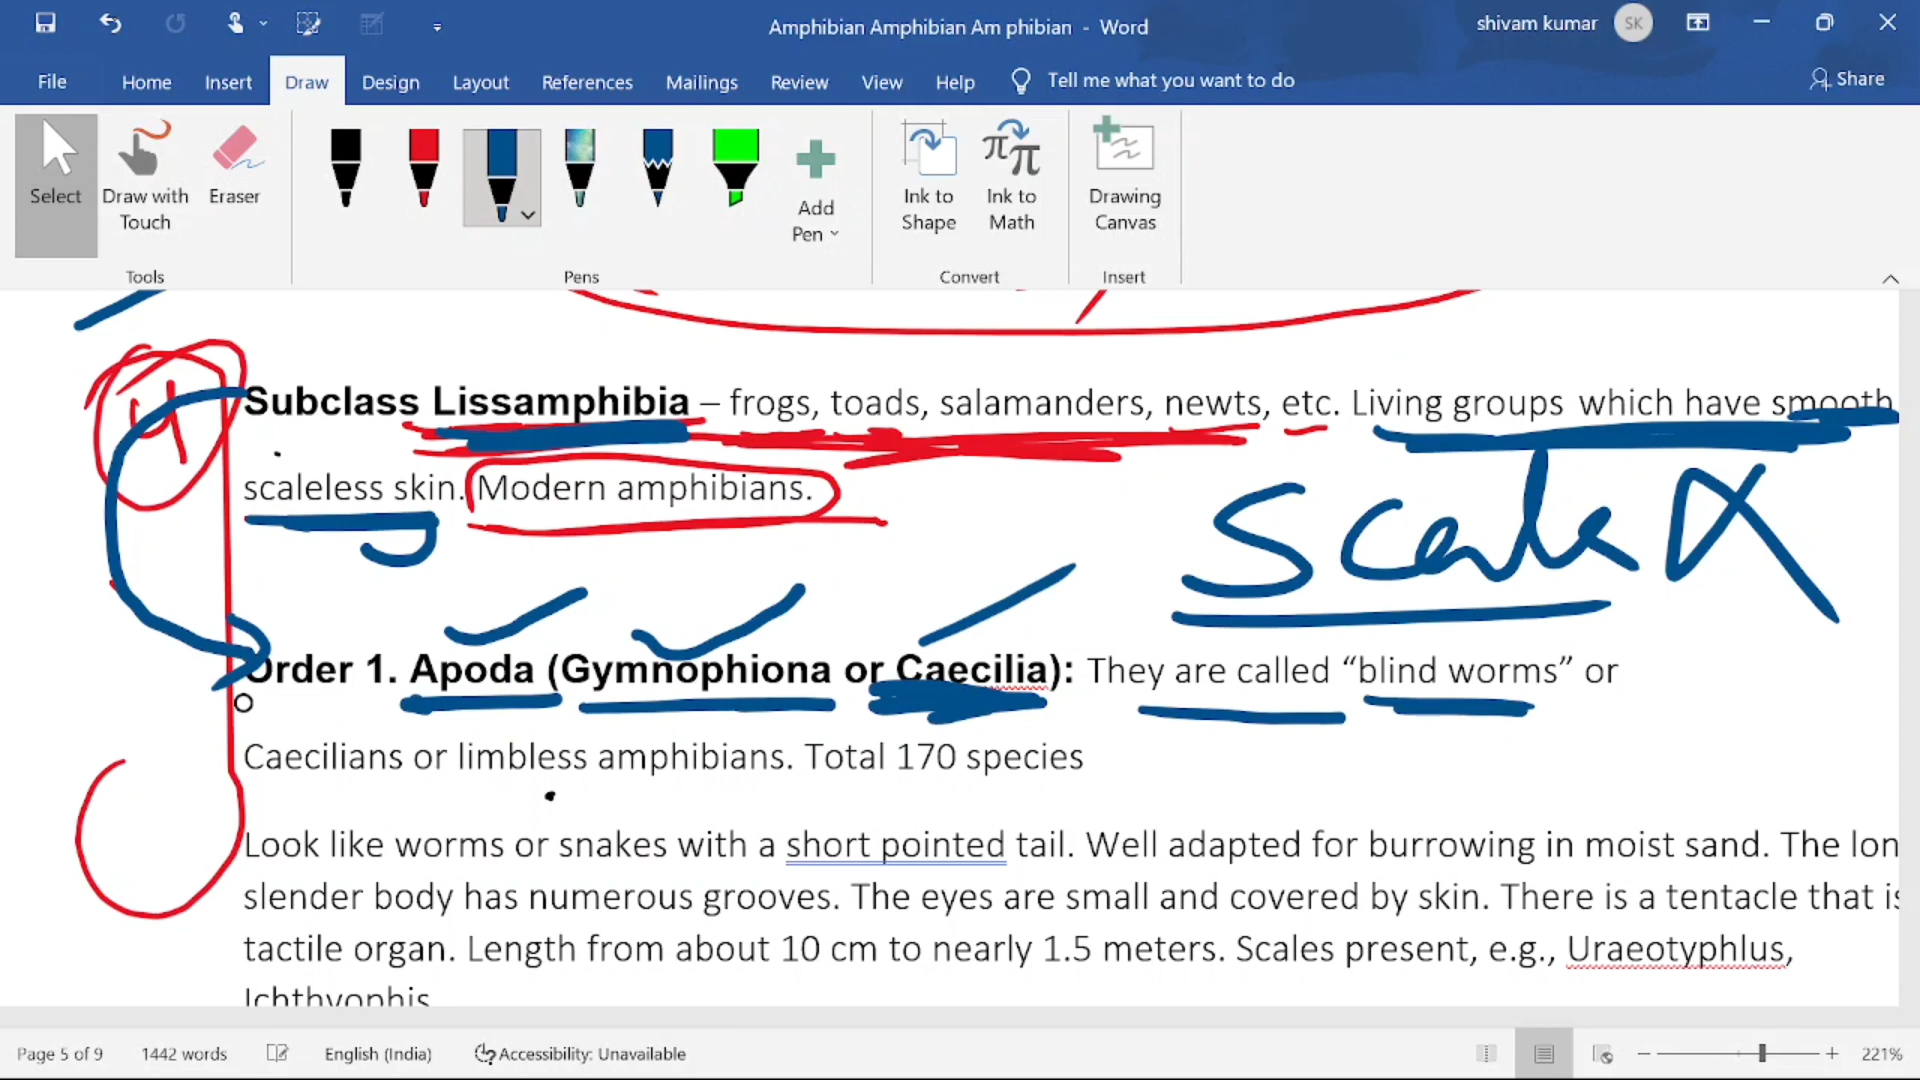 Amphibian Amphibian Am phibian - Word
shivam kumar
SK
File
Home
Insert
Draw
Design
Layout
References
Mailings
Review
View
Help
Tell me what you want to do
Share
Select
Draw with
Touch
Eraser
Add
Pen
Ink to
Shape
Ink to
Math
Drawing
Canvas
Tools
Pens
Convert
Insert
Subclass Lissamphibia – frogs, toads, salamanders, newts, etc. Living groups which have smooth
scaleless skin. Modern amphibians.
Scale X
Order 1. Apoda (Gymnophiona or Caecilia): They are called “blind worms” or
Caecilians or limbless amphibians. Total 170 species
Look like worms or snakes with a short pointed tail. Well adapted for burrowing in moist sand. The lon
slender body has numerous grooves. The eyes are small and covered by skin. There is a tentacle that is
tactile organ. Length from about 10 cm to nearly 1.5 meters. Scales present, e.g., Uraeotyphlus,
Ichthyophis
Page 5 of 9
1442 words
English (India)
Accessibility: Unavailable
221%